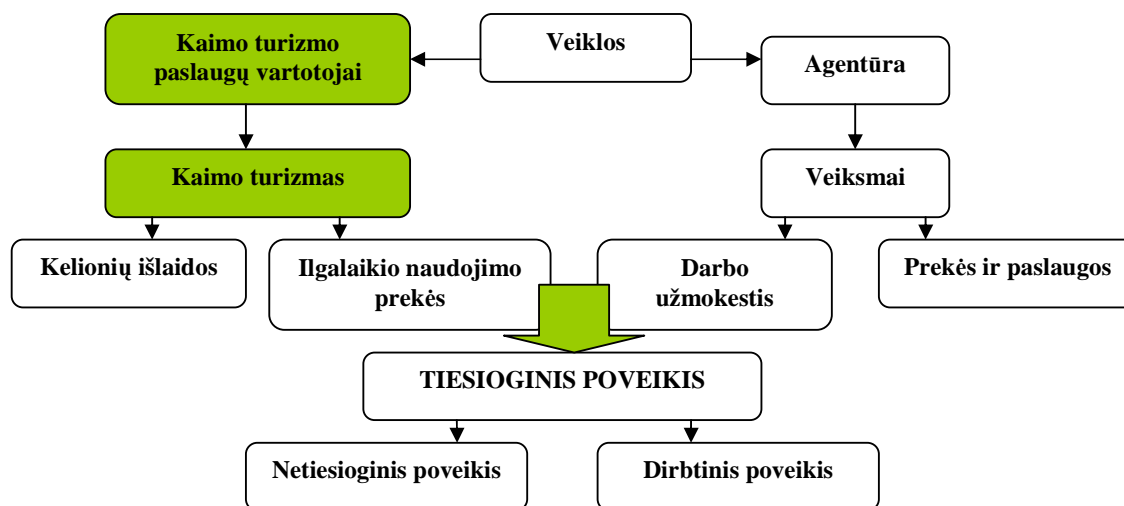 Kaimo turizmo
paslaugų vartotojai
Veiklos
Agentūra
Kaimo turizmas
Veiksmai
Kelionių išlaidos
Ilgalaikio naudojimo
prekės
Darbo
užmokestis
Prekės ir paslaugos
TIESIOGINIS POVEIKIS
Netiesioginis poveikis
Dirbtinis poveikis